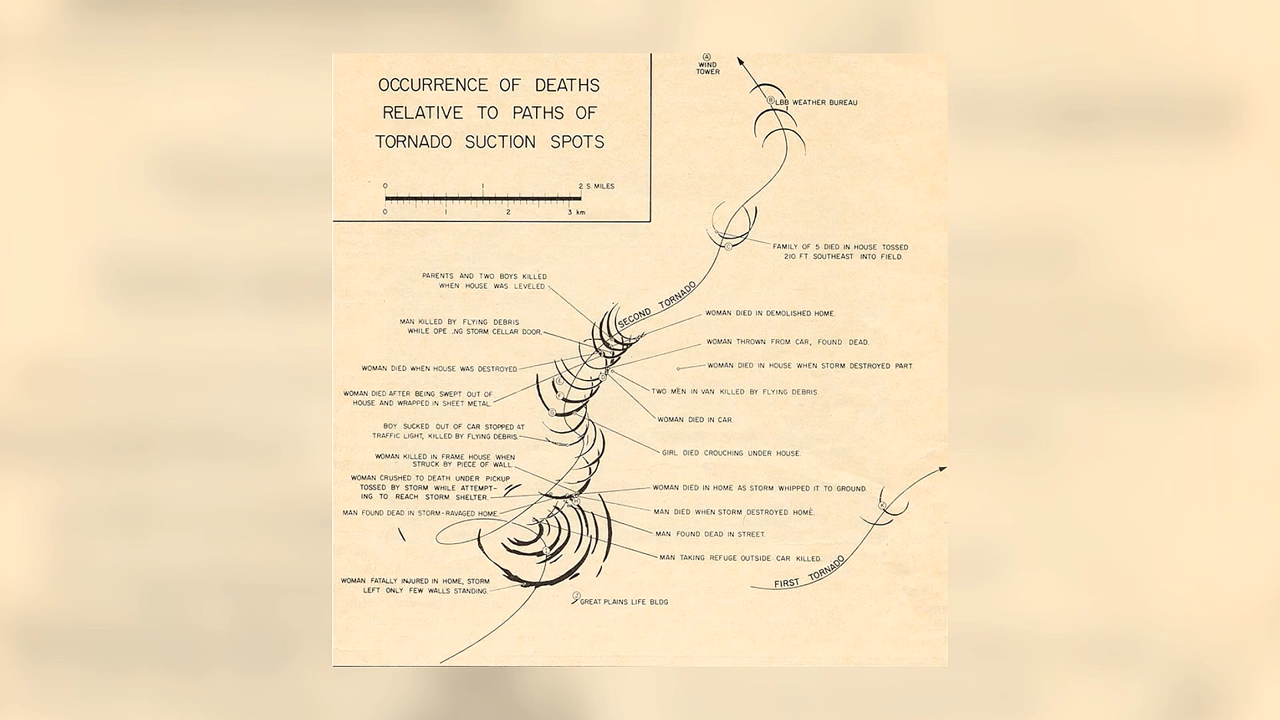 OCCURRENCE OF DEATHS
RELATIVE TO PATHS OF
TORNADO SUCTION SPOTS
0 1 2 S. MILES
0 1 2 3 km
A
WIND
TOWER
B LBB WEATHER BUREAU
C
FAMILY OF 5 DIED IN HOUSE TOSSED
210 FT SOUTHEAST INTO FIELD.
PARENTS AND TWO BOYS KILLED
WHEN HOUSE WAS LEVELED
SECOND TORNADO
WOMAN DIED IN DEMOLISHED HOME.
MAN KILLED BY FLYING DEBRIS
WHILE OPE NG STORM CELLAR DOOR.
WOMAN THROWN FROM CAR, FOUND DEAD.
WOMAN DIED WHEN HOUSE WAS DESTROYED
WOMAN DIED IN HOUSE WHEN STORM DESTROYED PART.
WOMAN DIED AFTER BEING SWEPT OUT OF
HOUSE AND WRAPPED IN SHEET METAL.
TWO MEN IN VAN KILLED BY FLYING DEBRIS.
WOMAN DIED IN CAR.
BOY SUCKED OUT OF CAR STOPPED AT
TRAFFIC LIGHT, KILLED BY FLYING DEBRIS.
GIRL DIED CROUCHING UNDER HOUSE.
WOMAN KILLED IN FRAME HOUSE WHEN
STRUCK BY PIECE OF WALL.
WOMAN CRUSHED TO DEATH UNDER PICKUP
TOSSED BY STORM WHILE ATTEMPT-
ING TO REACH STORM SHELTER.
WOMAN DIED IN HOME AS STORM WHIPPED IT TO GROUND.
MAN FOUND DEAD IN STORM-RAVAGED HOME.
MAN DIED WHEN STORM DESTROYED HOME.
MAN FOUND DEAD IN STREET.
MAN TAKING REFUGE OUTSIDE CAR KILLED.
FIRST TORNADO
WOMAN FATALLY INJURED IN HOME, STORM
LEFT ONLY FEW WALLS STANDING.
J
GREAT PLAINS LIFE BLDG